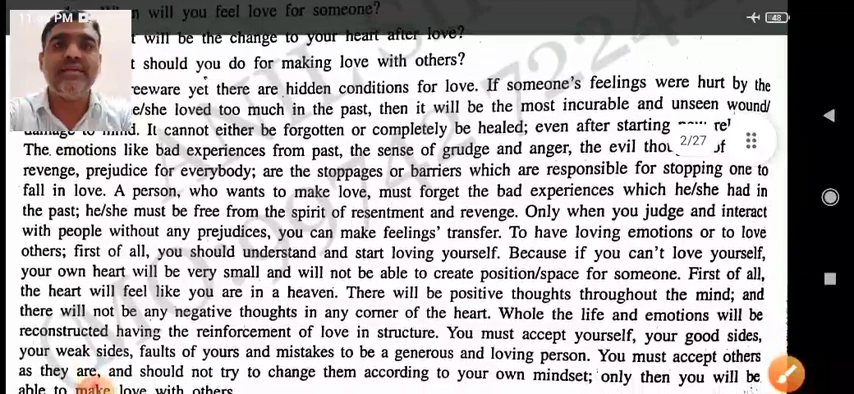 11: PM
n will you feel love for someone?
t will be the change to your heart after love?
t should you do for making love with others?
reeware yet there are hidden conditions for love. If someone's feelings were hurt by the
e/she loved too much in the past, then it will be the most incurable and unseen wound/
damage to mind. It cannot either be forgotten or completely be healed; even after starting rel
The emotions like bad experiences from past, the sense of grudge and anger, the evil thou of
revenge, prejudice for everybody; are the stoppages or barriers which are responsible for stopping one to
fall in love. A person, who wants to make love, must forget the bad experiences which he/she had in
the past; he/she must be free from the spirit of resentment and revenge. Only when you judge and interact
with people without any prejudices, you can make feelings' transfer. To have loving emotions or to love
others; first of all, you should understand and start loving yourself. Because if you can't love yourself,
your own heart will be very small and will not be able to create position/space for someone. First of all,
the heart will feel like you are in a heaven. There will be positive thoughts throughout the mind; and
there will not be any negative thoughts in any corner of the heart. Whole the life and emotions will be
reconstructed having the reinforcement of love in structure. You must accept yourself, your good sides,
your weak sides, faults of yours and mistakes to be a generous and loving person. You must accept others
as they are, and should not try to change them according to your own mindset; only then you will be
able to make love with others
2/27
48